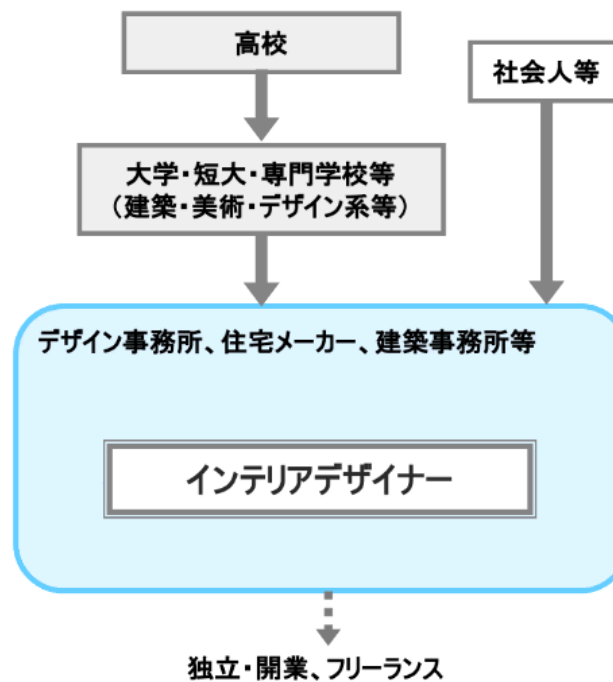 高校
社会人等
大学・短大・専門学校等
（建築・美術・デザイン系等）
デザイン事務所、住宅メーカー、建築事務所等
インテリアデザイナー
独立・開業、フリーランス